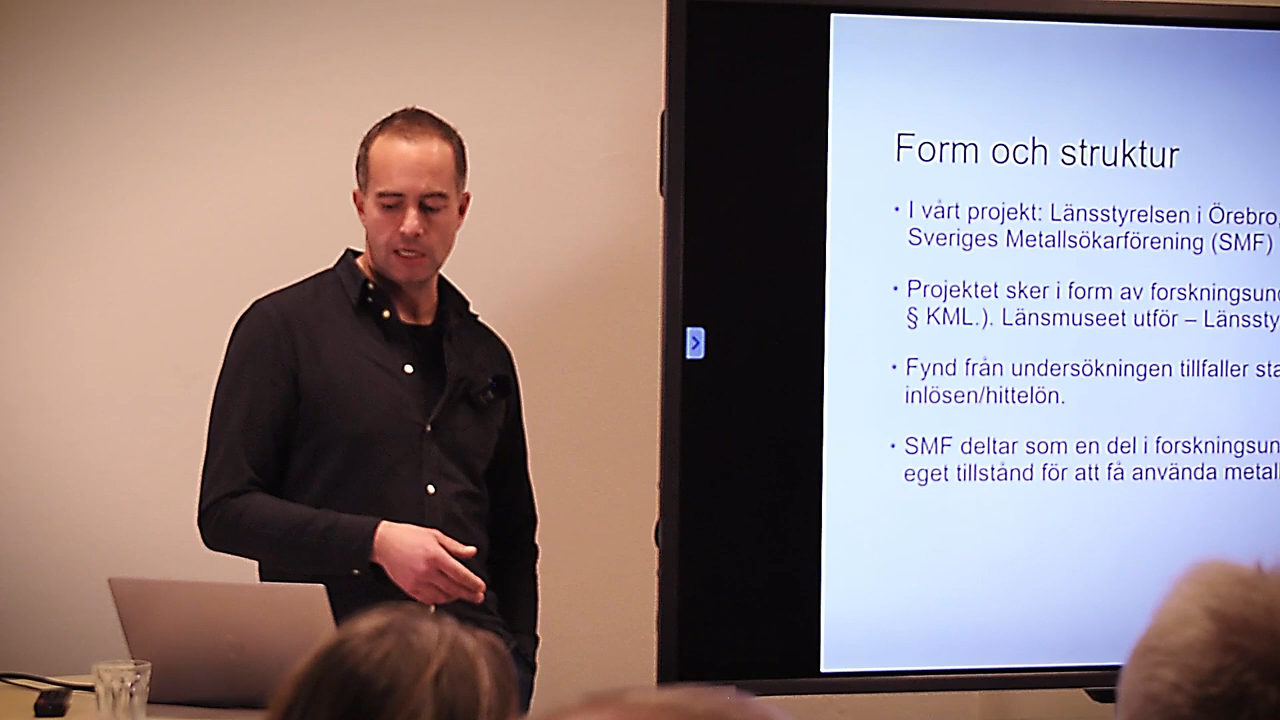 Form och struktur
• I vårt projekt: Länsstyrelsen i Örebro,
Sveriges Metallsökarförening (SMF)
• Projektet sker i form av
§ KML.). Länsmuseet utför –
• Fynd från undersökningen tillfaller
inlösen/hittelön.
• SMF deltar som en del i
eget tillstånd för att få använda